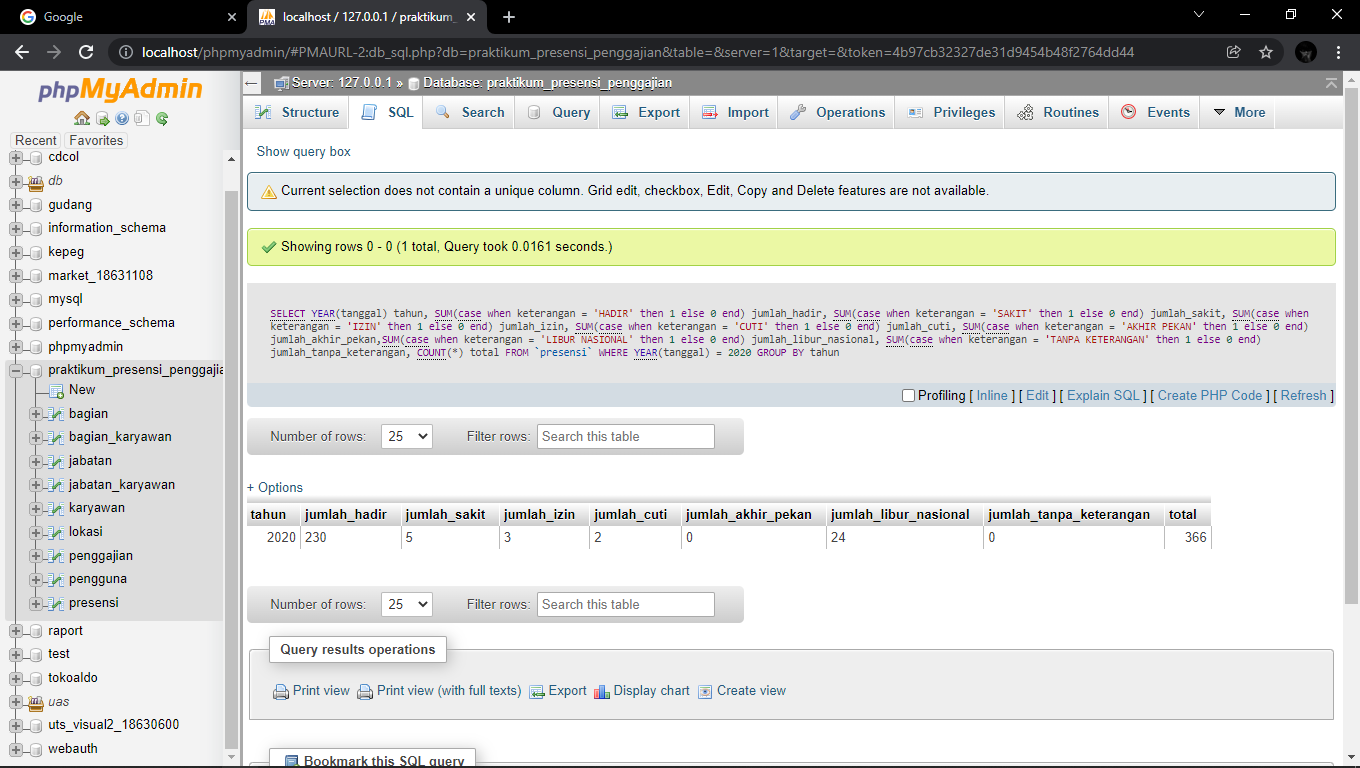 Google
localhost / 127.0.0.1 / praktikum_
localhost/phpmyadmin/#PMAURL-2:db_sql.php?db=praktikum_presensi_penggajian&table=&server=1&target=&token=4b97cb32327de31d9454b48f2764dd44
phpMyAdmin
Recent Favorites
cdcol
db
gudang
information_schema
kepeg
market_18631108
mysql
performance_schema
phpmyadmin
praktikum_presensi_penggajia
New
bagian
bagian_karyawan
jabatan
jabatan_karyawan
karyawan
lokasi
penggajian
pengguna
presensi
raport
test
tokoaldo
uas
uts_visual2_18630600
webauth
Server: 127.0.0.1 » Database: praktikum_presensi_penggajian
Structure SQL Search Query Export Import Operations Privileges Routines Events More
Show query box
Current selection does not contain a unique column. Grid edit, checkbox, Edit, Copy and Delete features are not available.
Showing rows 0 - 0 (1 total, Query took 0.0161 seconds.)
SELECT YEAR(tanggal) tahun, SUM(case when keterangan = 'HADIR' then 1 else 0 end) jumlah_hadir, SUM(case when keterangan = 'SAKIT' then 1 else 0 end) jumlah_sakit, SUM(case when
keterangan = 'IZIN' then 1 else 0 end) jumlah_izin, SUM(case when keterangan = 'CUTI' then 1 else 0 end) jumlah_cuti, SUM(case when keterangan = 'AKHIR PEKAN' then 1 else 0 end)
jumlah_akhir_pekan,SUM(case when keterangan = 'LIBUR NASIONAL' then 1 else 0 end) jumlah_libur_nasional, SUM(case when keterangan = 'TANPA KETERANGAN' then 1 else 0 end)
jumlah_tanpa_keterangan, COUNT(*) total FROM `presensi` WHERE YEAR(tanggal) = 2020 GROUP BY tahun
Profiling [ Inline ] [ Edit ] [ Explain SQL ] [ Create PHP Code ] [ Refresh ]
Number of rows: 25 Filter rows: Search this table
+ Options
tahun jumlah_hadir jumlah_sakit jumlah_izin jumlah_cuti jumlah_akhir_pekan jumlah_libur_nasional jumlah_tanpa_keterangan total
2020 230 5 3 2 0 24 0 366
Number of rows: 25 Filter rows: Search this table
Query results operations
Print view Print view (with full texts) Export Display chart Create view
Bookmark this SQL query